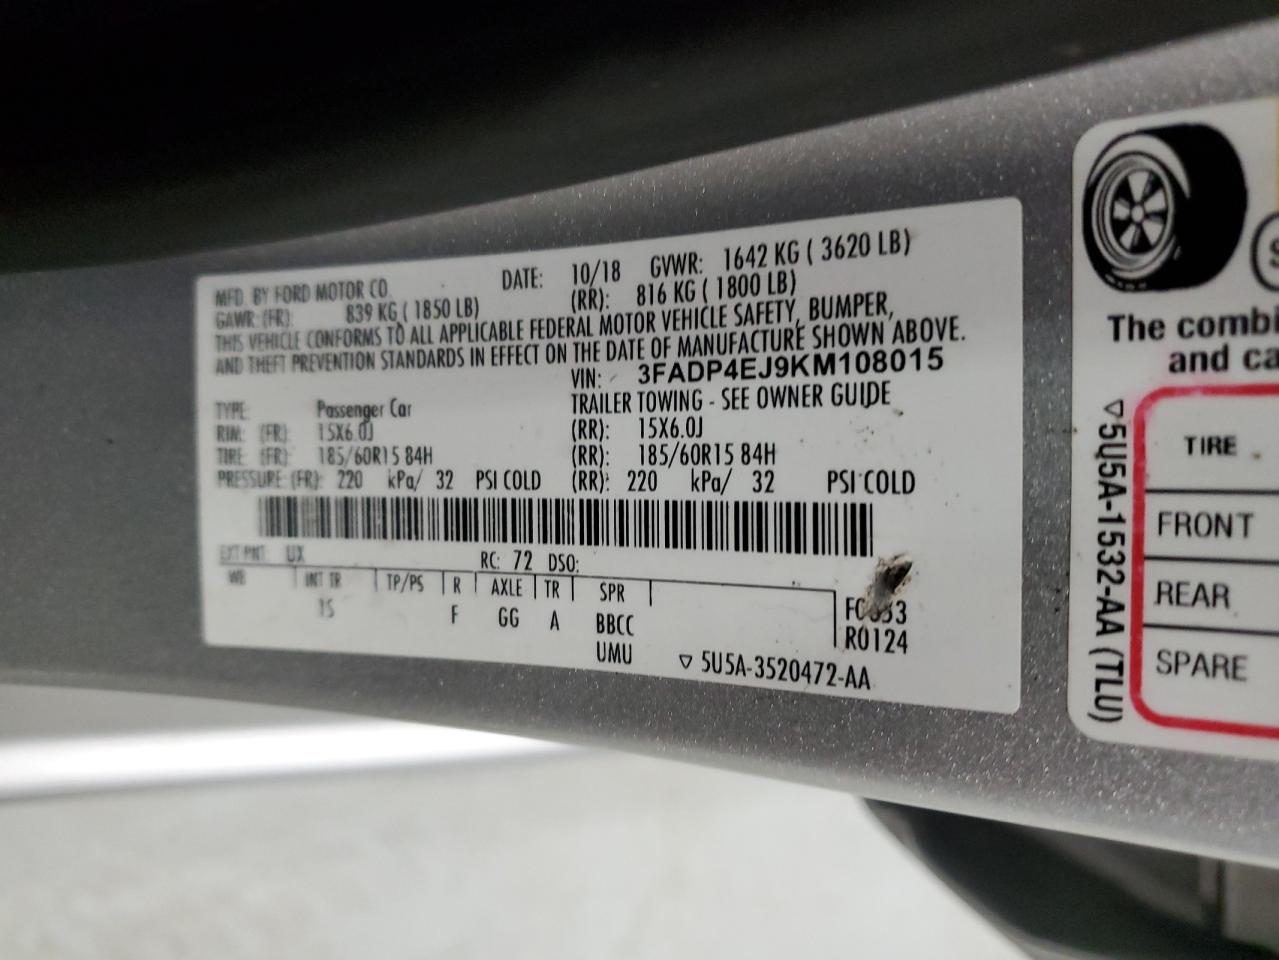 MFD. BY FORD MOTOR CO. DATE: 10/18 GVWR: 1642 KG ( 3620 LB)
GAWR: (FR): 839 KG ( 1850 LB) (RR): 816 KG ( 1800 LB)
THIS VEHICLE CONFORMS TO ALL APPLICABLE FEDERAL MOTOR VEHICLE SAFETY, BUMPER,
AND THEFT PREVENTION STANDARDS IN EFFECT ON THE DATE OF MANUFACTURE SHOWN ABOVE.
VIN: 3FADP4EJ9KM108015
TYPE: Passenger Car TRAILER TOWING - SEE OWNER GUIDE
RIM: (FR): 15X6.0J (RR): 15X6.0J
TIRE: (FR): 185/60R15 84H (RR): 185/60R15 84H
PRESSURE: (FR): 220 kPa/ 32 PSI COLD (RR): 220 kPa/ 32 PSI COLD
EXT PNT: UX RC: 72 DSO:
WB INT TR TP/PS R AXLE TR SPR
15 F GG A BBCC
UMU
R0124
▽ 5U5A-3520472-AA
The combi
and ca
▽5U5A-1532-AA (TLU)
TIRE
FRONT
REAR
SPARE